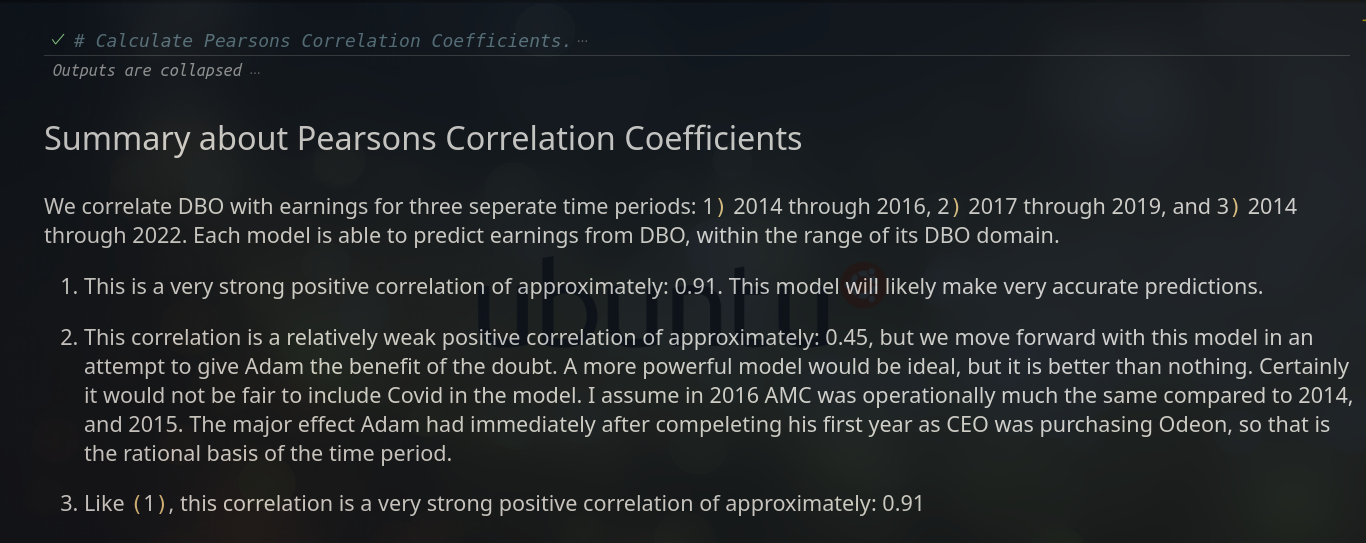 # Calculate Pearsons Correlation Coefficients. ...
Outputs are collapsed ...
Summary about Pearsons Correlation Coefficients
We correlate DBO with earnings for three seperate time periods: 1) 2014 through 2016, 2) 2017 through 2019, and 3) 2014
through 2022. Each model is able to predict earnings from DBO, within the range of its DBO domain.
1. This is a very strong positive correlation of approximately: 0.91. This model will likely make very accurate predictions.
ubuntu
2. This correlation is a relatively weak positive correlation of approximately: 0.45, but we move forward with this model in an
attempt to give Adam the benefit of the doubt. A more powerful model would be ideal, but it is better than nothing. Certainly
it would not be fair to include Covid in the model. I assume in 2016 AMC was operationally much the same compared to 2014,
and 2015. The major effect Adam had immediately after compeleting his first year as CEO was purchasing Odeon, so that is
the rational basis of the time period.
3. Like (1), this correlation is a very strong positive correlation of approximately: 0.91